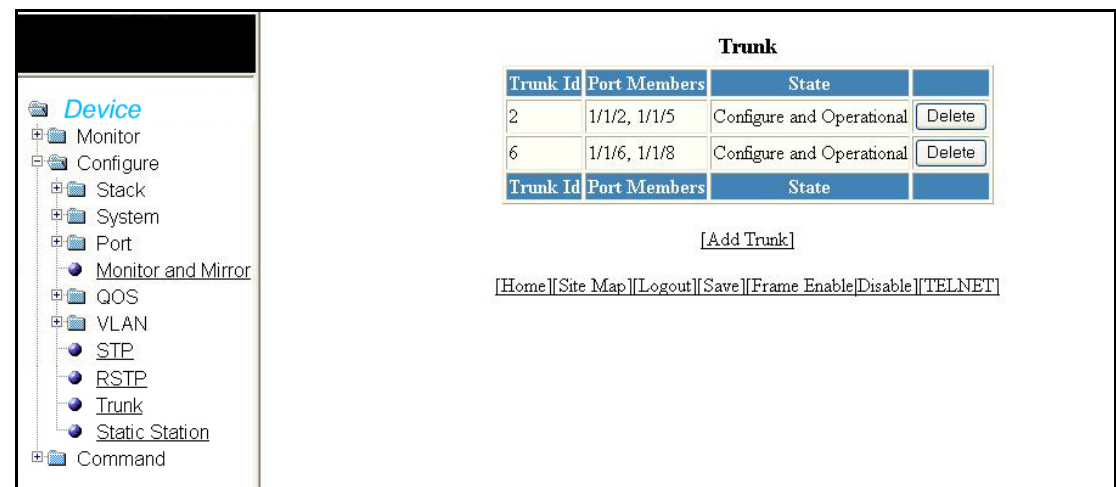 Device
Monitor
Configure
Stack
System
Port
Monitor and Mirror
QOS
VLAN
STP
RSTP
Trunk
Static Station
Command
Trunk
Trunk Id Port Members State
2 1/1/2, 1/1/5 Configure and Operational Delete
6 1/1/6, 1/1/8 Configure and Operational Delete
Trunk Id Port Members State
[Add Trunk]
[Home][Site Map][Logout][Save][Frame Enable|Disable][TELNET]